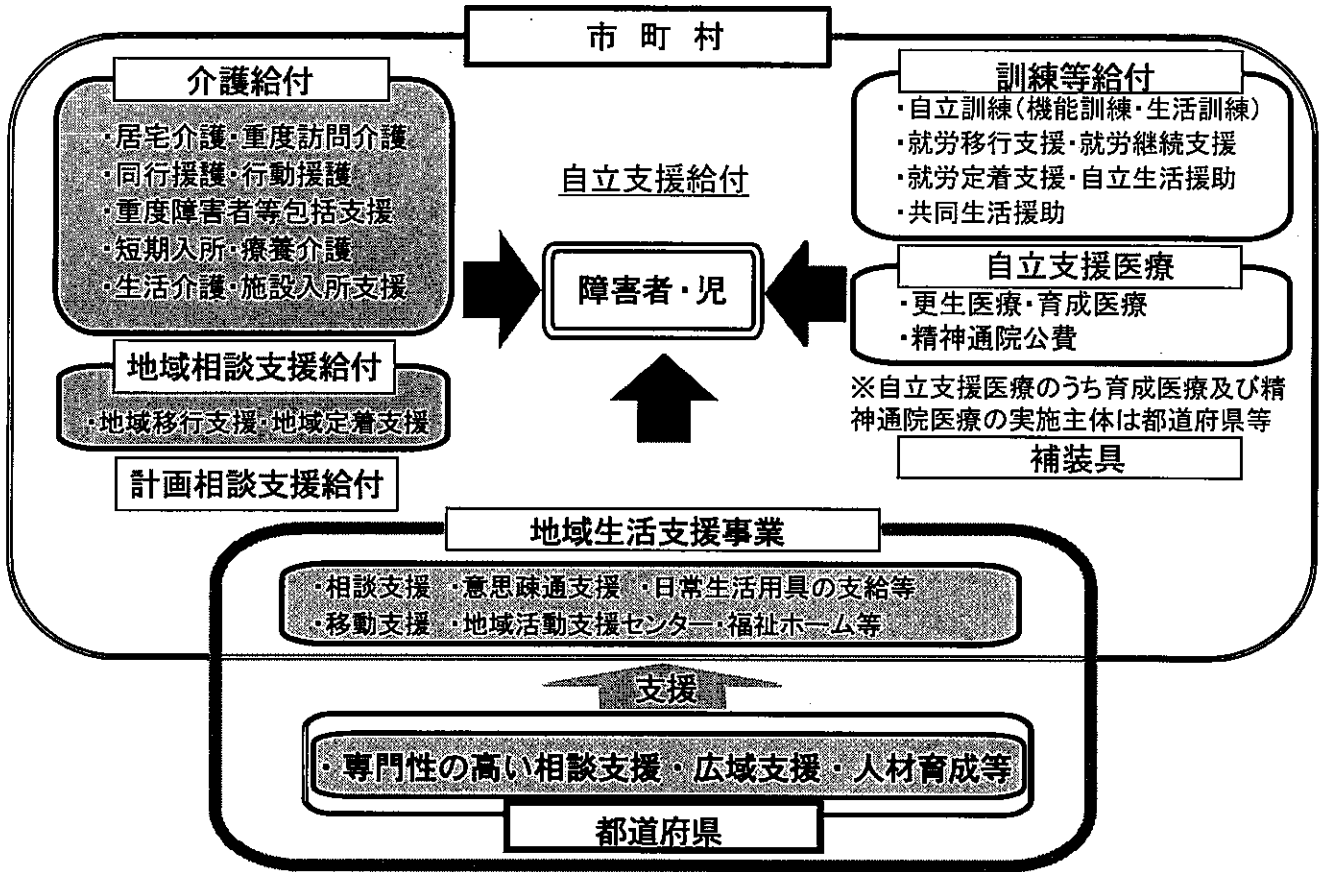 市町村
介護給付
・居宅介護・重度訪問介護
・同行援護・行動援護
・重度障害者等包括支援
・短期入所・療養介護
・生活介護・施設入所支援
地域相談支援給付
・地域移行支援・地域定着支援
計画相談支援給付
自立支援給付
障害者・児
訓練等給付
・自立訓練(機能訓練・生活訓練)
・就労移行支援・就労継続支援
・就労定着支援・自立生活援助
・共同生活援助
自立支援医療
・更生医療・育成医療
・精神通院公費
※自立支援医療のうち育成医療及び精
神通院医療の実施主体は都道府県等
補装具
地域生活支援事業
・相談支援 ・意思疎通支援 ・日常生活用具の支給等
・移動支援 ・地域活動支援センター・福祉ホーム等
支援
・専門性の高い相談支援・広域支援・人材育成等
都道府県